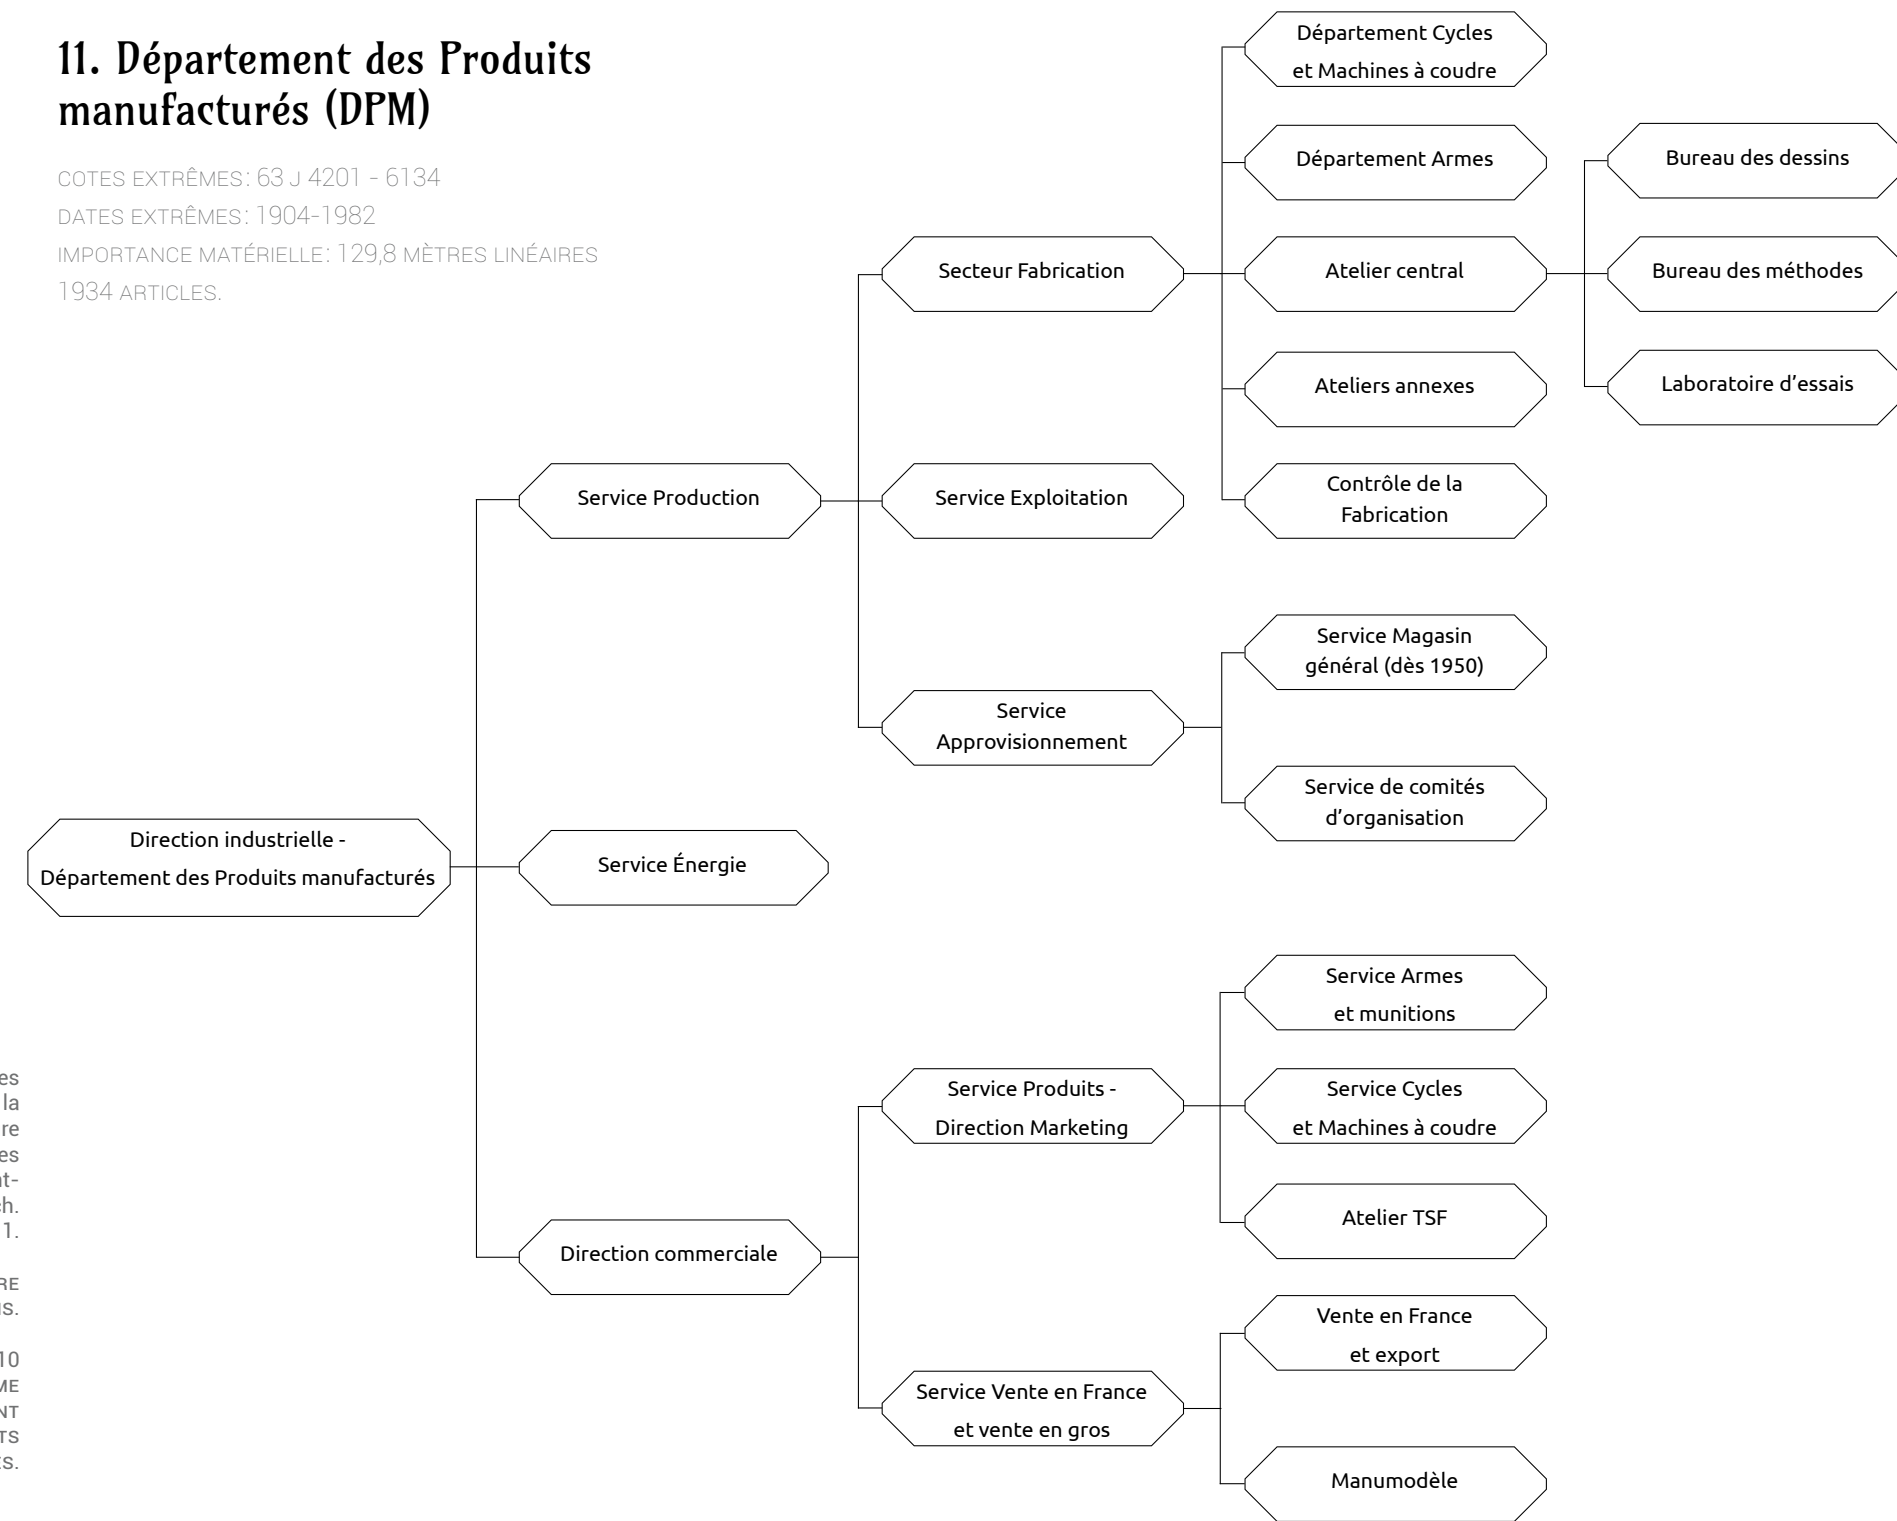 11. Département des Produits
manufacturés (DPM)
COTES EXTRÊMES: 63 J 4201 - 6134
DATES EXTRÊMES: 1904-1982
IMPORTANCE MATÉRIELLE: 129,8 MÈTRES LINÉAIRES
1934 ARTICLES.
Direction industrielle -
Département des Produits manufacturés
Service Production
Secteur Fabrication
Département Cycles
et Machines à coudre
Département Armes
Atelier central
Bureau des dessins
Bureau des méthodes
Laboratoire d’essais
Ateliers annexes
Contrôle de la
Fabrication
Service Exploitation
Service
Approvisionnement
Service Magasin
général (dès 1950)
Service de comités
d’organisation
Service Énergie
Direction commerciale
Service Produits -
Direction Marketing
Service Armes
et munitions
Service Cycles
et Machines à coudre
Atelier TSF
Service Vente en France
et vente en gros
Vente en France
et export
Manumodèle
la
1.
10